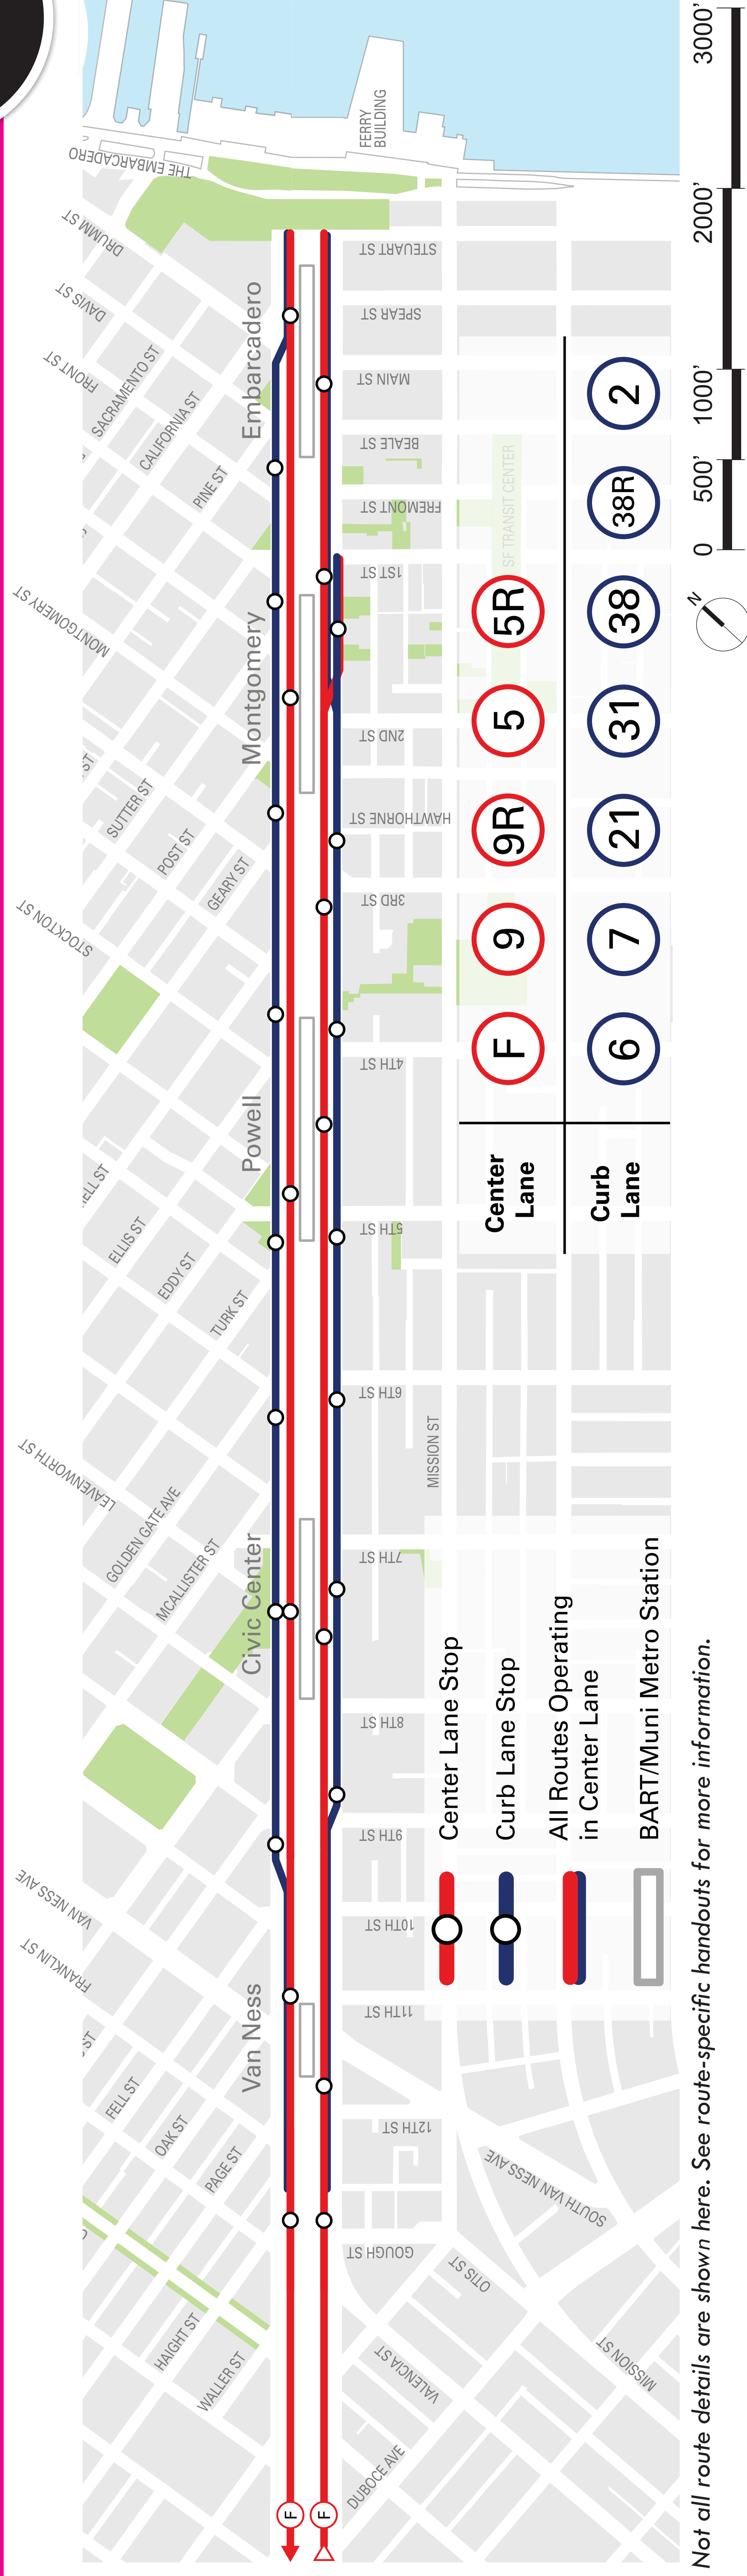 THE EMBARCADERO
DRUMM ST
DAVIS ST
FRONT ST
SACRAMENTO ST
CALIFORNIA ST
PINE ST
MONTGOMERY ST
ST
SUTTER ST
POST ST
GEARY ST
STOCKTON ST
ELL ST
ELLIS ST
EDDY ST
TURK ST
LEAVENWORTH ST
GOLDEN GATE AVE
MCALLISTER ST
VAN NESS AVE
FRANKLIN ST
ST
FELL ST
OAK ST
PAGE ST
HAIGHT ST
WALLER ST
Van Ness
Civic Center
Powell
Montgomery
Embarcadero
F
F
FERRY
BUILDING
DUBOCE AVE
VALENCIA ST
GOUGH ST
12TH ST
11TH ST
10TH ST
9TH ST
8TH ST
7TH ST
6TH ST
5TH ST
4TH ST
3RD ST
HAWTHORNE ST
2ND ST
1ST ST
FREMONT ST
BEALE ST
MAIN ST
SPEAR ST
STEUART ST
MISSION ST
OTIS ST
SOUTH VAN NESS AVE
MISSION ST
SF TRANSIT CENTER
Center Lane Stop
Curb Lane Stop
All Routes Operating
in Center Lane
BART/Muni Metro Station
Center
Lane
F
9
9R
5
5R
Curb
Lane
6
7
21
31
38
38R
2
N
0
500'
1000'
2000'
3000'
Not all route details are shown here. See route-specific handouts for more information.